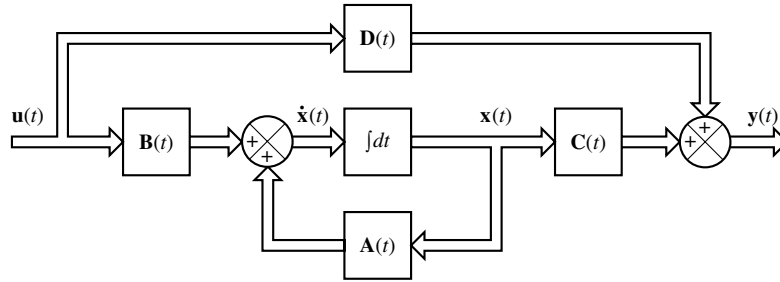 D(t)
u(t)
B(t)
+
+
ẋ(t)
∫dt
x(t)
C(t)
+
+
y(t)
A(t)